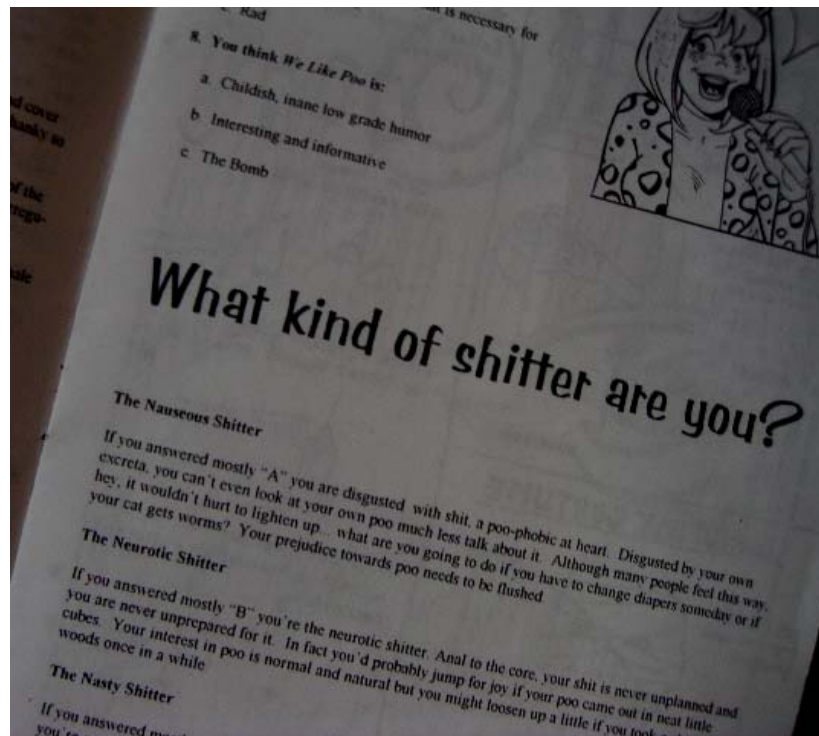 is necessary for
c. Rad
8. You think We Like Poo is:
a. Childish, inane low grade humor
b Interesting and informative
c The Bomb
d cover
hanky so
of the
rego-
ale
What kind of shitter are you?
The Nauseous Shitter
If you answered mostly "A" you are disgusted with shit, a poo-phobic at heart. Disgusted by your own
excreta, you can't even look at your own poo much less talk about it. Although many people feel this way,
hey, it wouldn't hurt to lighten up... what are you going to do if you have to change diapers someday or if
your cat gets worms? Your prejudice towards poo needs to be flushed.
The Neurotic Shitter
If you answered mostly "B" you're the neurotic shitter. Anal to the core, your shit is never unplanned and
you are never unprepared for it. In fact you'd probably jump for joy if your poo came out in neat little
cubes. Your interest in poo is normal and natural but you might loosen up a little if you took
woods once in a while
The Nasty Shitter
If you answered
you're